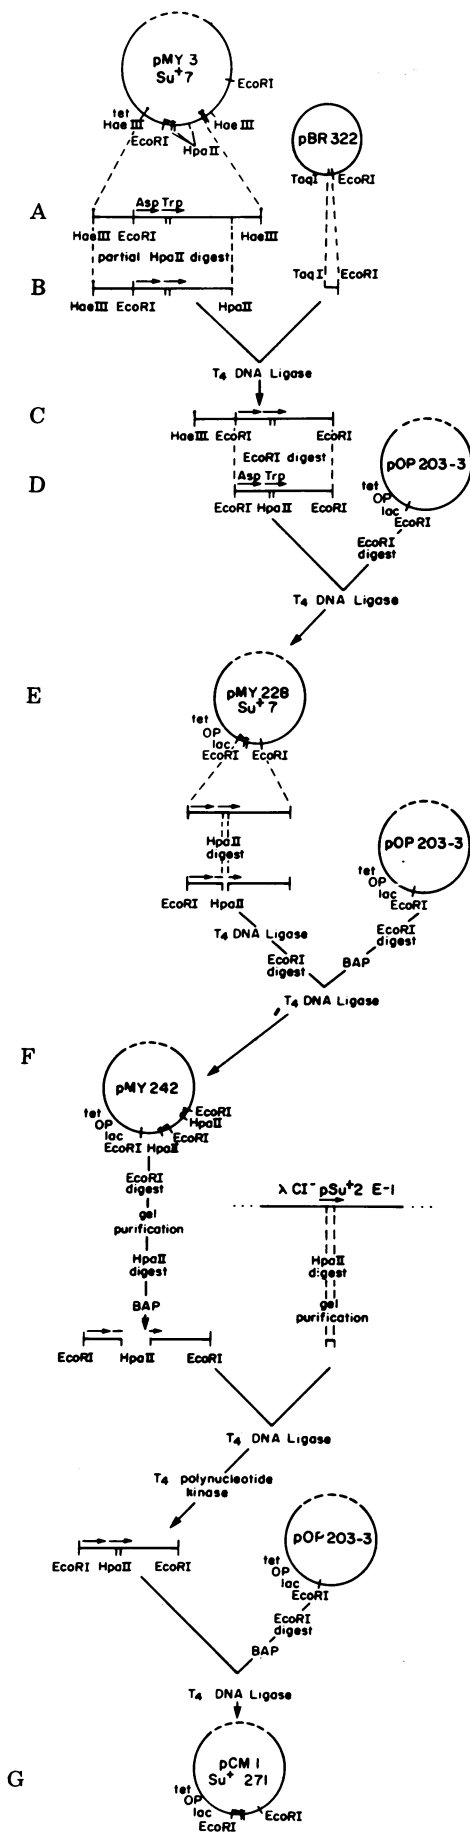 pMY 3
Su+7
EcoRI
tet
Hae III
EcoRI
HpaII
Hae III
pBR 322
TaqI
EcoRI
A
Asp Trp
HaeIII EcoRI
HaeIII
partial HpaII digest
TaqI
EcoRI
B
HaeIII EcoRI
HpaII
T4 DNA Ligase
C
HaeIII EcoRI
EcoRI
EcoRI digest
D
Asp Trp
EcoRI HpaII
EcoRI
pOP 203-3
tet
OP
lac
EcoRI
EcoRI
digest
T4 DNA Ligase
E
pMY 228
Su+7
tet
OP
lac
EcoRI
EcoRI
HpaII
digest
EcoRI HpaII
pOP 203-3
tet
OP
lac
EcoRI
EcoRI
digest
T4 DNA Ligase
EcoRI
digest
BAP
T4 DNA Ligase
F
pMY 242
tet
OP
lac
EcoRI
HpaII
EcoRI
HpaII
EcoRI
EcoRI
digest
gel
purification
HpaII
digest
BAP
EcoRI HpaII EcoRI
λ CI- pSu+2 E-1
HpaII
digest
gel
purification
T4 DNA Ligase
T4 polynucleotide
kinase
EcoRI HpaII EcoRI
pOP 203-3
tet
OP
lac
EcoRI
EcoRI
digest
BAP
T4 DNA Ligase
G
pCM 1
Su+ 271
tet
OP
lac
EcoRI
EcoRI